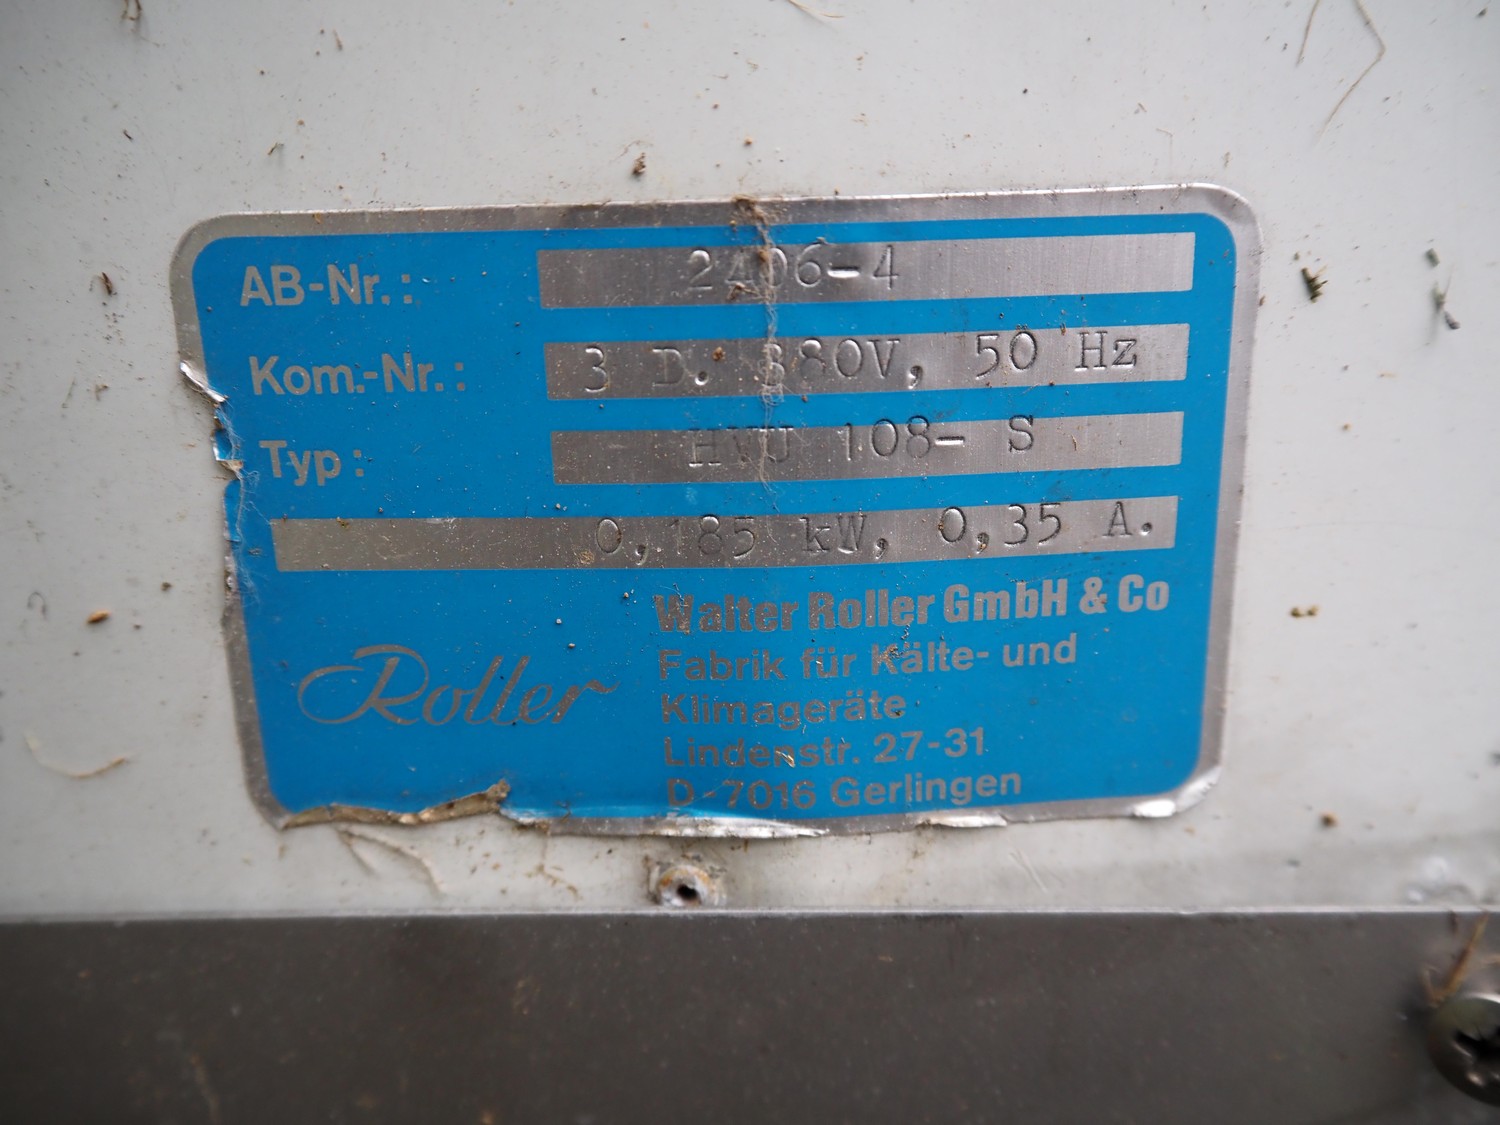 AB-Nr.: 2406-4
Kom.-Nr.: 3 D. 380V, 50 Hz
Typ: HVU 108- S
0,185 kW, 0,35 A.
Roller
Walter Roller GmbH & Co
Fabrik für Kälte- und
Klimageräte
Lindenstr. 27-31
D-7016 Gerlingen